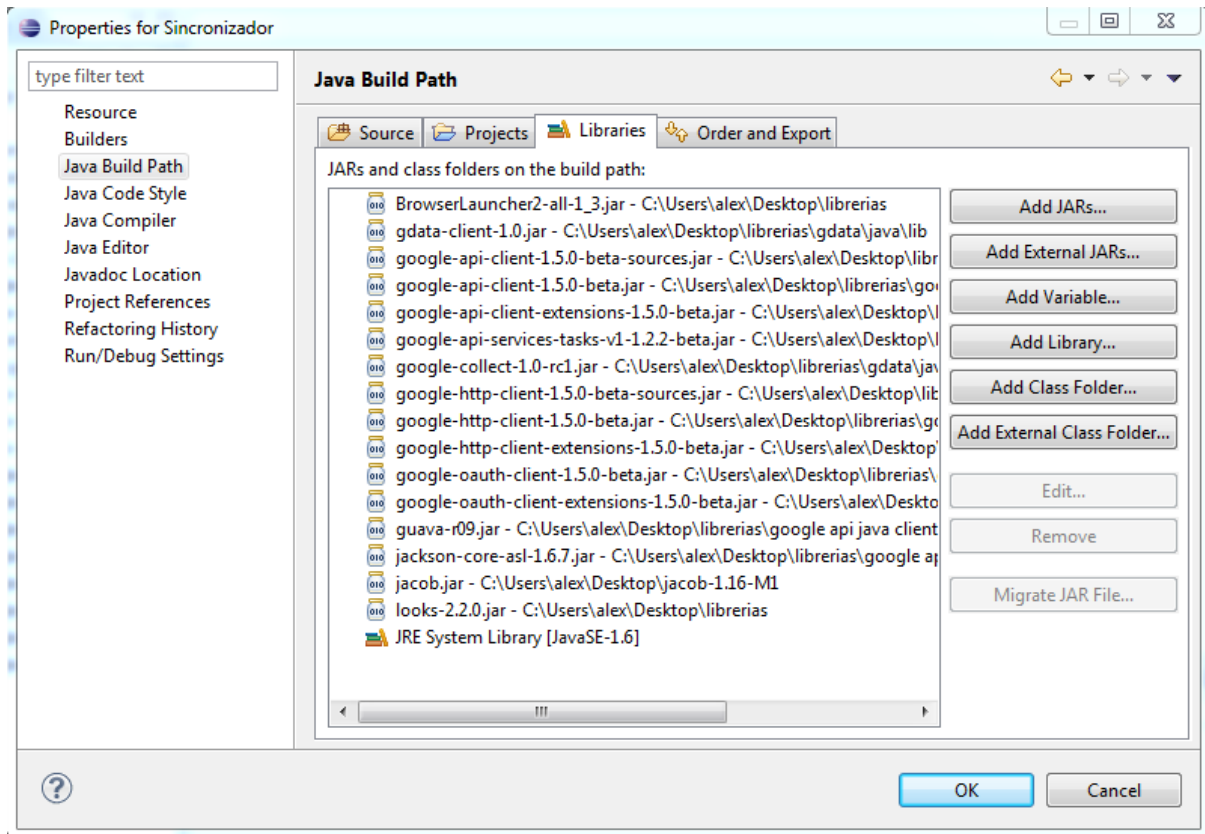 Properties for Sincronizador
type filter text
Resource
Builders
Java Build Path
Java Code Style
Java Compiler
Java Editor
Javadoc Location
Project References
Refactoring History
Run/Debug Settings
Java Build Path
Source Projects Libraries Order and Export
JARs and class folders on the build path:
BrowserLauncher2-all-1_3.jar - C:\Users\alex\Desktop\librerias
gdata-client-1.0.jar - C:\Users\alex\Desktop\librerias\gdata\java\lib
google-api-client-1.5.0-beta-sources.jar - C:\Users\alex\Desktop\libr
google-api-client-1.5.0-beta.jar - C:\Users\alex\Desktop\librerias\go
google-api-client-extensions-1.5.0-beta.jar - C:\Users\alex\Desktop\l
google-api-services-tasks-v1-1.2.2-beta.jar - C:\Users\alex\Desktop\l
google-collect-1.0-rc1.jar - C:\Users\alex\Desktop\librerias\gdata\jav
google-http-client-1.5.0-beta-sources.jar - C:\Users\alex\Desktop\lib
google-http-client-1.5.0-beta.jar - C:\Users\alex\Desktop\librerias\go
google-http-client-extensions-1.5.0-beta.jar - C:\Users\alex\Desktop\
google-oauth-client-1.5.0-beta.jar - C:\Users\alex\Desktop\librerias\
google-oauth-client-extensions-1.5.0-beta.jar - C:\Users\alex\Deskto
guava-r09.jar - C:\Users\alex\Desktop\librerias\google api java client
jackson-core-asl-1.6.7.jar - C:\Users\alex\Desktop\librerias\google ap
jacob.jar - C:\Users\alex\Desktop\jacob-1.16-M1
looks-2.2.0.jar - C:\Users\alex\Desktop\librerias
JRE System Library [JavaSE-1.6]
Add JARs...
Add External JARs...
Add Variable...
Add Library...
Add Class Folder...
Add External Class Folder...
Edit...
Remove
Migrate JAR File...
OK
Cancel